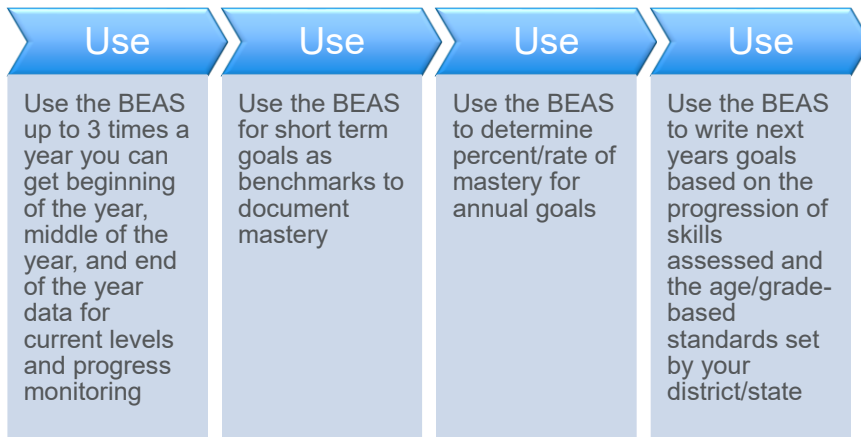 Use
Use the BEAS
up to 3 times a
year you can
get beginning
of the year,
middle of the
year, and end
of the year
data for
current levels
and progress
monitoring
Use
Use the BEAS
for short term
goals as
benchmarks to
document
mastery
Use
Use the BEAS
to determine
percent/rate of
mastery for
annual goals
Use
Use the BEAS
to write next
years goals
based on the
progression of
skills
assessed and
the age/grade-
based
standards set
by your
district/state